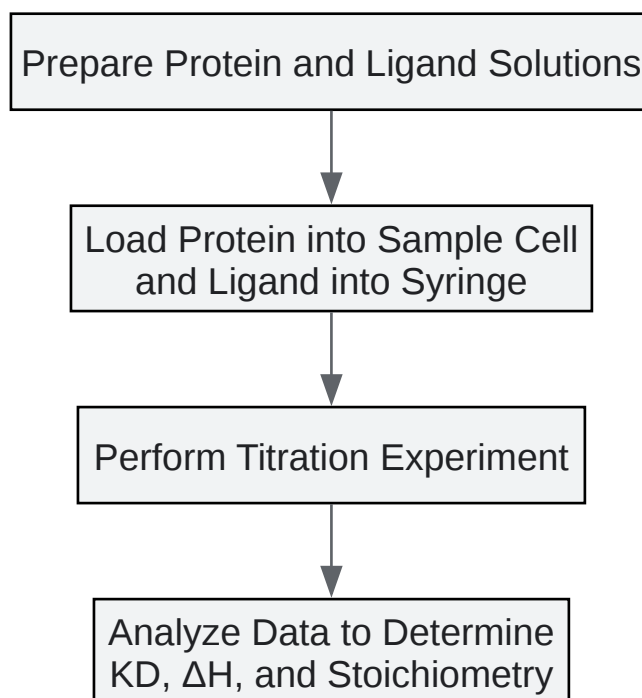 Prepare Protein and Ligand Solutions
Load Protein into Sample Cell
and Ligand into Syringe
Perform Titration Experiment
Analyze Data to Determine
KD, ΔH, and Stoichiometry